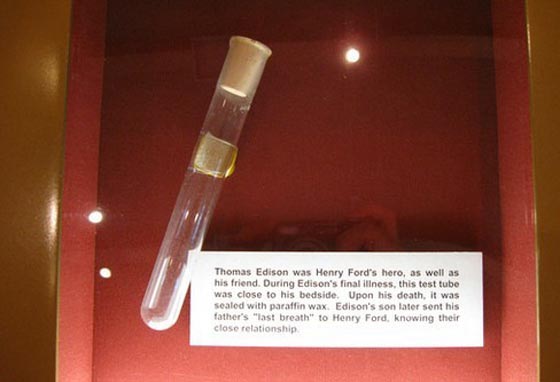 Thomas Edison was Henry Ford's hero, as well as
his friend. During Edison's final illness, this test tube
was close to his bedside. Upon his death, it was
sealed with paraffin wax. Edison's son later sent his
father's "last breath" to Henry Ford, knowing their
close relationship.